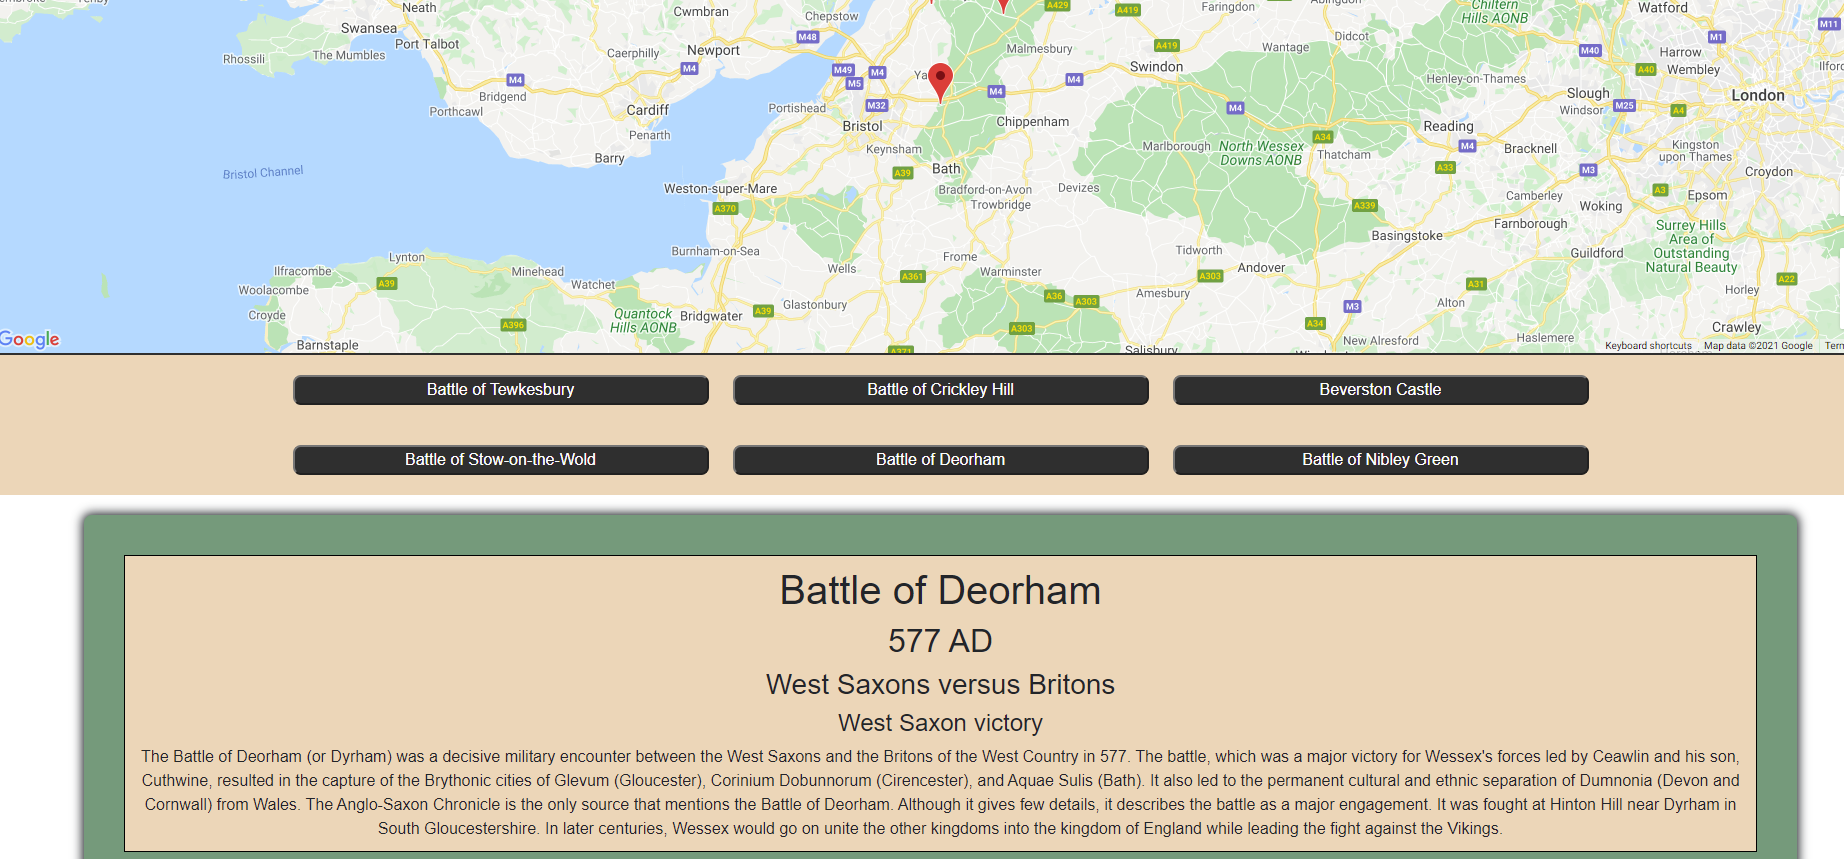 Neath
Cwmbran
Chepstow
A429
A419
Faringdon
Chiltern
Hills AONB
Watford
M11
Swansea
Port Talbot
M48
Malmesbury
A419
Wantage
Didcot
M40
M1
Harrow
Rhossili
The Mumbles
Caerphilly
Newport
M4
M49
M4
M5
M4
Swindon
Henley-on-Thames
A40
Wembley
M4
Bridgend
Portishead
M32
M4
M4
Slough
Windsor
M25
A4
London
Porthcawl
Cardiff
Bristol
Chippenham
Reading
Penarth
Keynsham
Marlborough
North Wessex
Downs AONB
A34
Thatcham
M4
Bracknell
Kingston
upon Thames
Barry
A39
Bath
A33
M3
Croydon
Bristol Channel
Weston-super-Mare
Bradford-on-Avon
Trowbridge
Devizes
A339
Camberley
Woking
A3
Epsom
A370
Basingstoke
Farnborough
Surrey Hills
Area of
Outstanding
Natural Beauty
Lynton
Burnham-on-Sea
Frome
Tidworth
Guildford
Ilfracombe
Minehead
Wells
A361
Warminster
A303
Andover
A22
Woolacombe
A39
Watchet
Glastonbury
A36
A303
Amesbury
M3
Alton
A31
Horley
Croyde
A396
Quantock
Hills AONB
Bridgwater
A39
A303
A34
New Alresford
Haslemere
Crawley
Google
Barnstaple
A371
Salisbury
Keyboard shortcuts
Map data ©2021 Google
Battle of Tewkesbury
Battle of Crickley Hill
Beverston Castle
Battle of Stow-on-the-Wold
Battle of Deorham
Battle of Nibley Green
Battle of Deorham
577 AD
West Saxons versus Britons
West Saxon victory
The Battle of Deorham (or Dyrham) was a decisive military encounter between the West Saxons and the Britons of the West Country in 577. The battle, which was a major victory for Wessex's forces led by Ceawlin and his son,
Cuthwine, resulted in the capture of the Brythonic cities of Glevum (Gloucester), Corinium Dobunnorum (Cirencester), and Aquae Sulis (Bath). It also led to the permanent cultural and ethnic separation of Dumnonia (Devon and
Cornwall) from Wales. The Anglo-Saxon Chronicle is the only source that mentions the Battle of Deorham. Although it gives few details, it describes the battle as a major engagement. It was fought at Hinton Hill near Dyrham in
South Gloucestershire. In later centuries, Wessex would go on unite the other kingdoms into the kingdom of England while leading the fight against the Vikings.